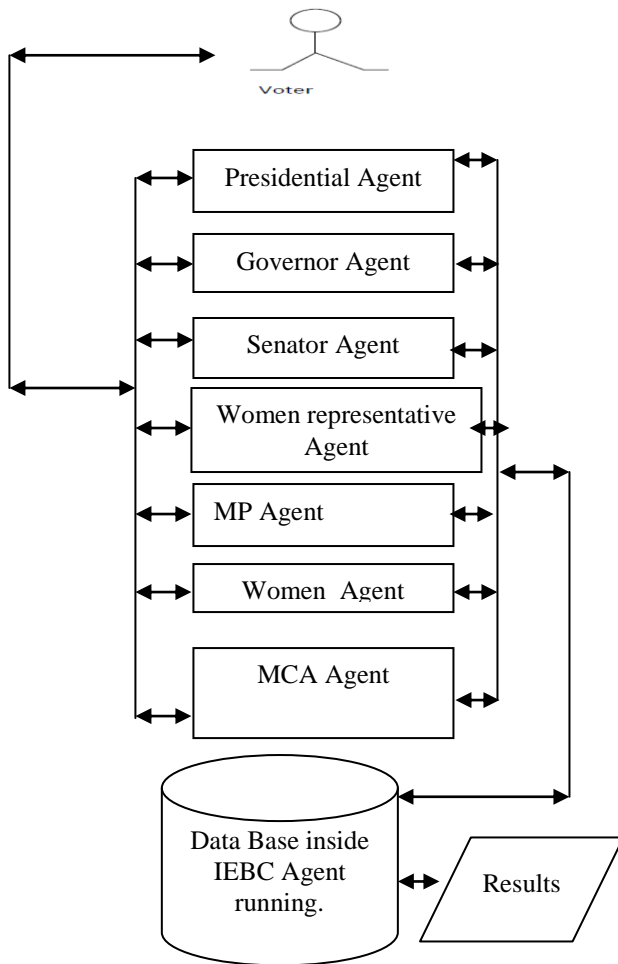 Voter
Presidential Agent
Governor Agent
Senator Agent
Women representative
Agent
MP Agent
Women Agent
MCA Agent
Data Base inside
IEBC Agent
running.
Results